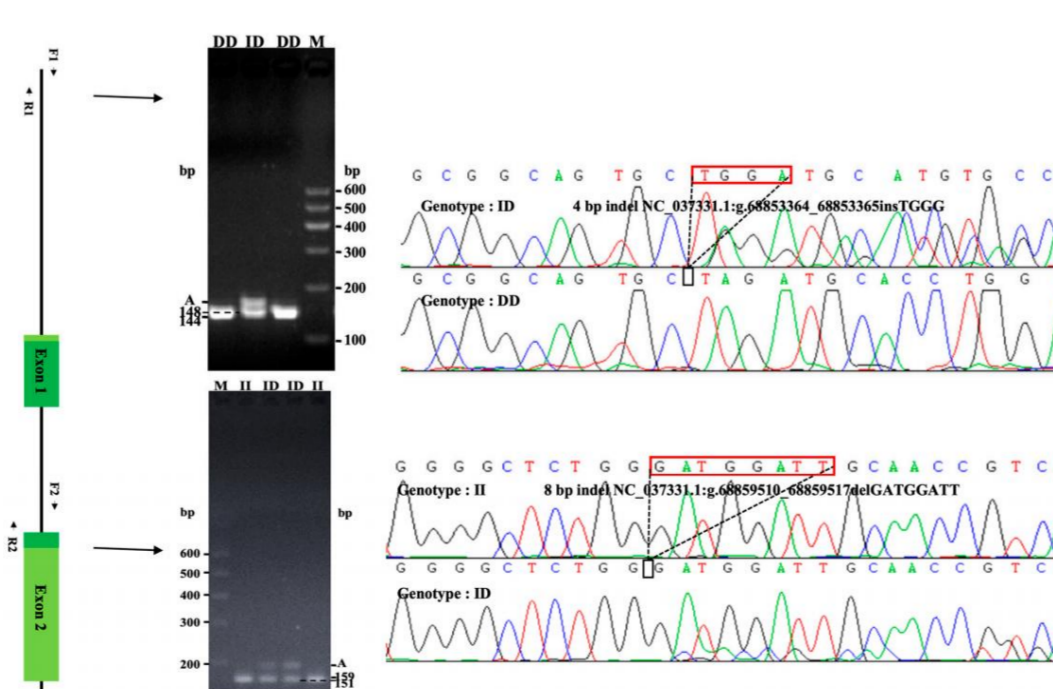 F1
R1
Exon 1
F2
R2
Exon 2
DD ID DD M
bp
bp
600
500
400
300
200
100
A
148
144
M II ID ID II
bp
bp
600
500
400
300
200
A
159
151
G C G G C A G T G C T G G A T G C A T G T G C C
Genotype : ID 4 bp indel NC_037331.1:g.68853364_68853365insTGGG
G C G G C A G T G C T A G A T G C A C C T G G
Genotype : DD
G G G G C T C T G G G A T G G A T T G C A A C C G T C
Genotype : II 8 bp indel NC_037331.1:g.68859510_68859517delGATGGATT
G G G G C T C T G G G A T G G A T T G C A A C C G T C
Genotype : ID